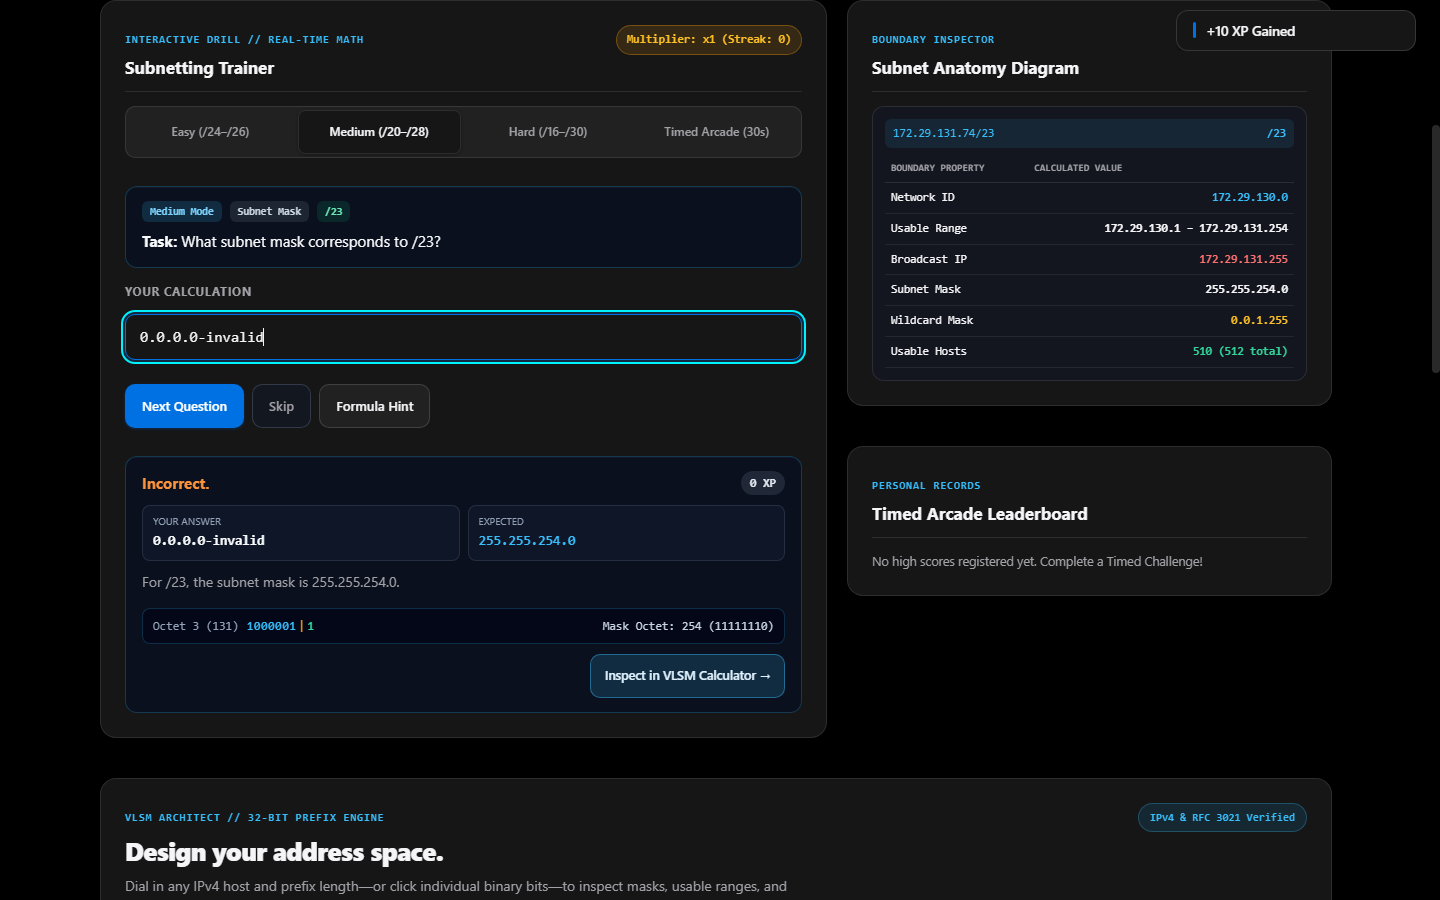 INTERACTIVE DRILL // REAL-TIME MATH
Multiplier: x1 (Streak: 0)
Subnetting Trainer
Easy (/24–/26)
Medium (/20–/28)
Hard (/16–/30)
Timed Arcade (30s)
Medium Mode
Subnet Mask
/23
Task: What subnet mask corresponds to /23?
YOUR CALCULATION
0.0.0.0-invalid
Next Question
Skip
Formula Hint
Incorrect.
0 XP
YOUR ANSWER
0.0.0.0-invalid
EXPECTED
255.255.254.0
For /23, the subnet mask is 255.255.254.0.
Octet 3 (131) 1000001|1
Mask Octet: 254 (11111110)
Inspect in VLSM Calculator →
BOUNDARY INSPECTOR
+10 XP Gained
Subnet Anatomy Diagram
172.29.131.74/23 /23
BOUNDARY PROPERTY CALCULATED VALUE
Network ID 172.29.130.0
Usable Range 172.29.130.1 – 172.29.131.254
Broadcast IP 172.29.131.255
Subnet Mask 255.255.254.0
Wildcard Mask 0.0.1.255
Usable Hosts 510 (512 total)
PERSONAL RECORDS
Timed Arcade Leaderboard
No high scores registered yet. Complete a Timed Challenge!
VLSM ARCHITECT // 32-BIT PREFIX ENGINE
IPv4 & RFC 3021 Verified
Design your address space.
Dial in any IPv4 host and prefix length—or click individual binary bits—to inspect masks, usable ranges, and